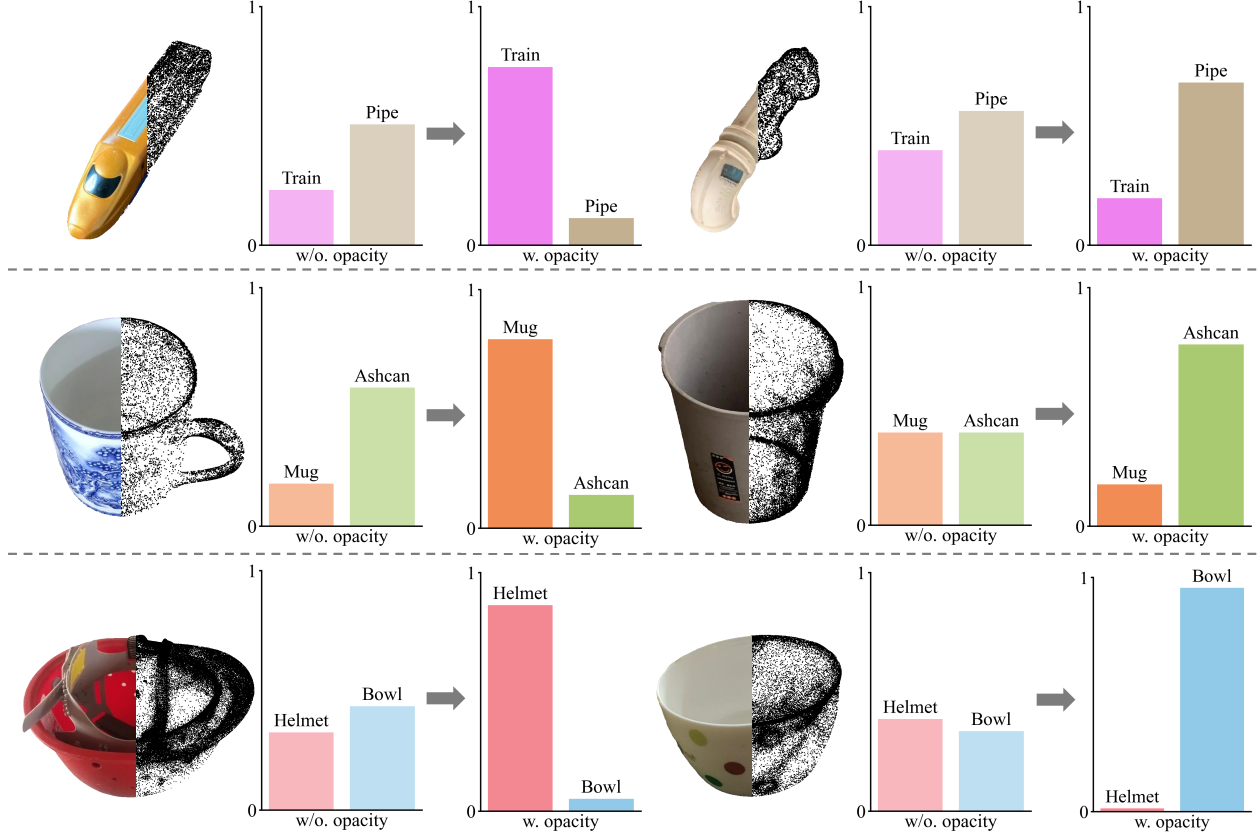 1
Train
Pipe
0
w/o. opacity
1
Train
Pipe
0
w. opacity
1
Train
Pipe
0
w/o. opacity
1
Train
Pipe
0
w. opacity
1
Mug
Ashcan
0
w/o. opacity
1
Mug
Ashcan
0
w. opacity
1
Mug
Ashcan
0
w/o. opacity
1
Mug
Ashcan
0
w. opacity
1
Helmet
Bowl
0
w/o. opacity
1
Helmet
Bowl
0
w. opacity
1
Helmet
Bowl
0
w/o. opacity
1
Helmet
Bowl
0
w. opacity